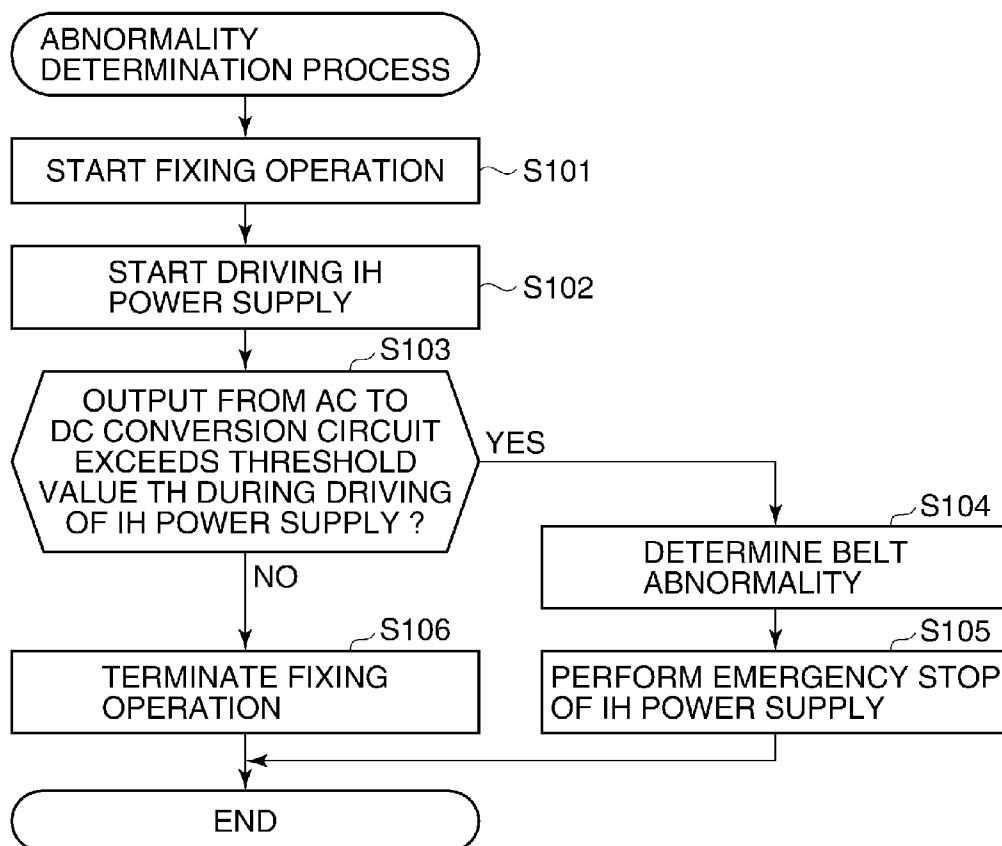 ABNORMALITY
DETERMINATION PROCESS
START FIXING OPERATION
S101
START DRIVING IH
POWER SUPPLY
S102
S103
OUTPUT FROM AC TO
DC CONVERSION CIRCUIT
EXCEEDS THRESHOLD
VALUE TH DURING DRIVING
OF IH POWER SUPPLY ?
YES
NO
S104
DETERMINE BELT
ABNORMALITY
S105
PERFORM EMERGENCY STOP
OF IH POWER SUPPLY
S106
TERMINATE FIXING
OPERATION
END